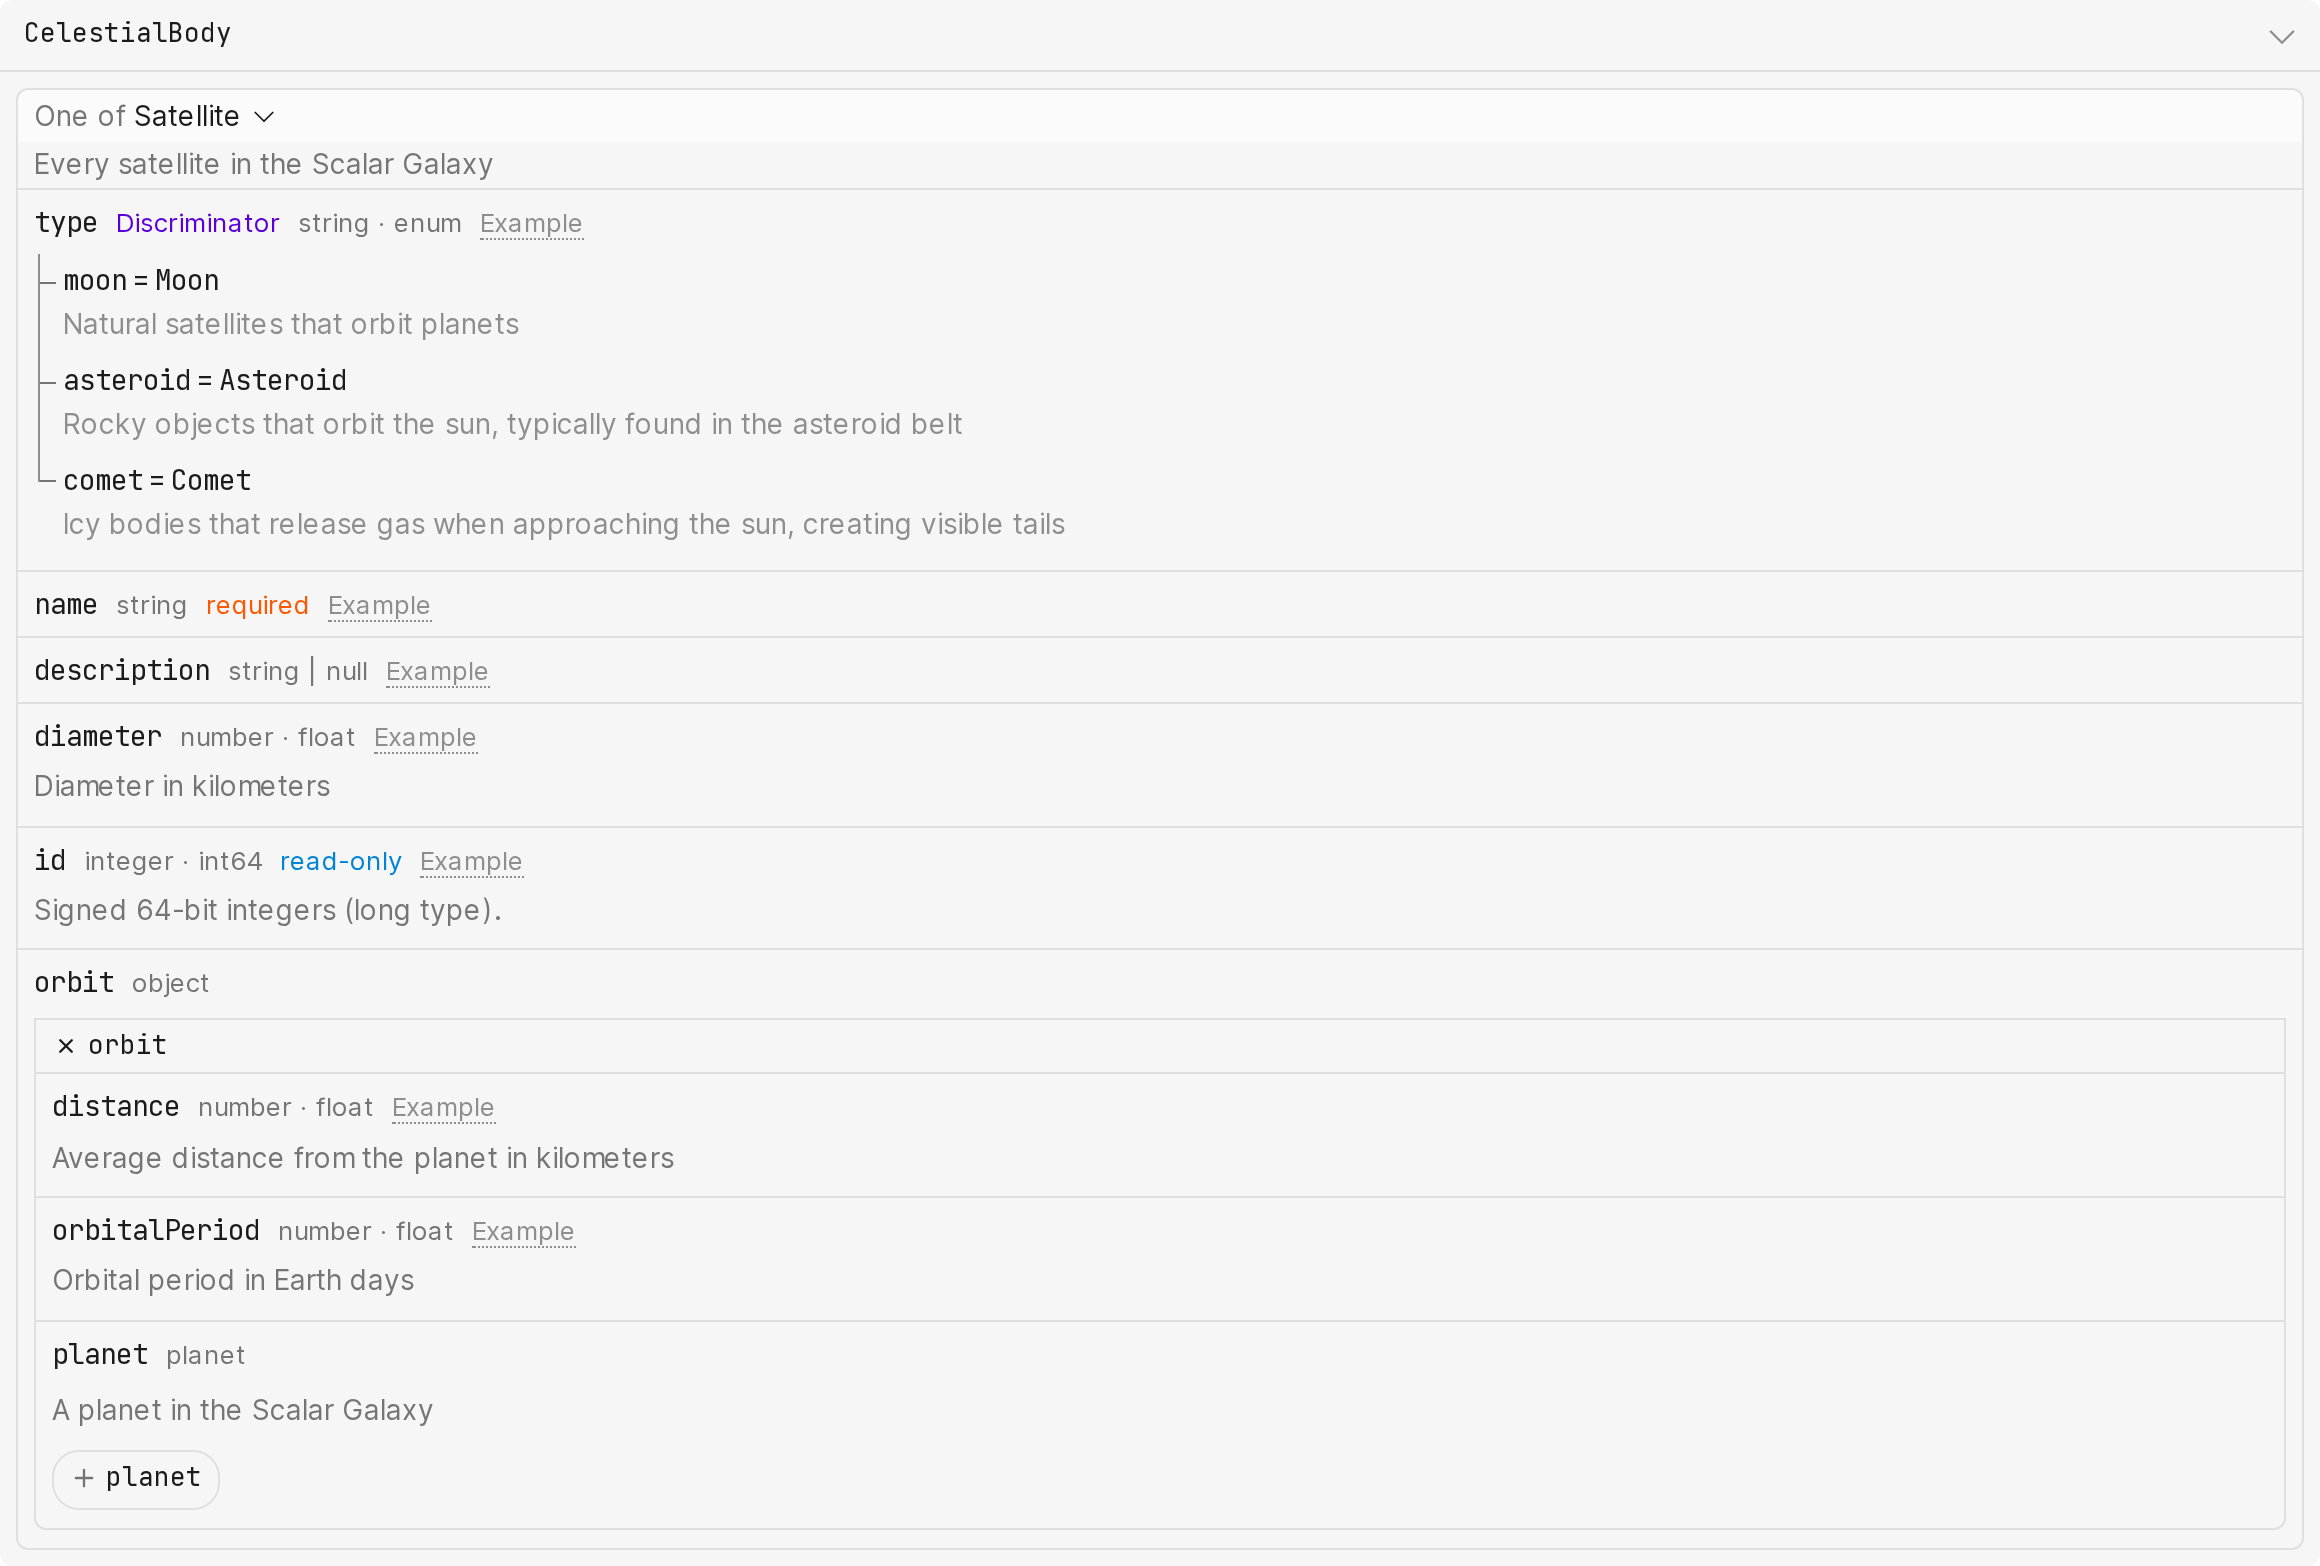 CelestialBody
One of Satellite
Every satellite in the Scalar Galaxy
type Discriminator string · enum Example
moon = Moon
Natural satellites that orbit planets
asteroid = Asteroid
Rocky objects that orbit the sun, typically found in the asteroid belt
comet = Comet
Icy bodies that release gas when approaching the sun, creating visible tails
name string required Example
description string | null Example
diameter number · float Example
Diameter in kilometers
id integer · int64 read-only Example
Signed 64-bit integers (long type).
orbit object
× orbit
distance number · float Example
Average distance from the planet in kilometers
orbitalPeriod number · float Example
Orbital period in Earth days
planet planet
A planet in the Scalar Galaxy
+ planet